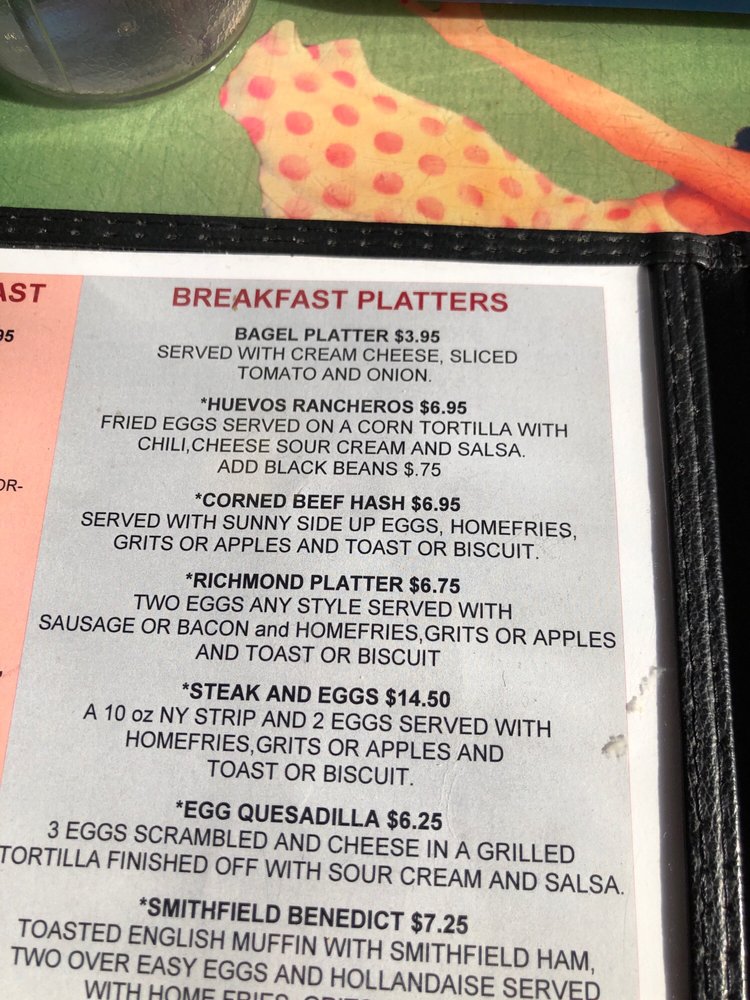 AST
95
OR-
BREAKFAST PLATTERS
BAGEL PLATTER $3.95
SERVED WITH CREAM CHEESE, SLICED
TOMATO AND ONION.
*HUEVOS RANCHEROS $6.95
FRIED EGGS SERVED ON A CORN TORTILLA WITH
CHILI,CHEESE SOUR CREAM AND SALSA.
ADD BLACK BEANS $.75
*CORNED BEEF HASH $6.95
SERVED WITH SUNNY SIDE UP EGGS, HOMEFRIES,
GRITS OR APPLES AND TOAST OR BISCUIT.
*RICHMOND PLATTER $6.75
TWO EGGS ANY STYLE SERVED WITH
SAUSAGE OR BACON and HOMEFRIES,GRITS OR APPLES
AND TOAST OR BISCUIT
*STEAK AND EGGS $14.50
A 10 oz NY STRIP AND 2 EGGS SERVED WITH
HOMEFRIES,GRITS OR APPLES AND
TOAST OR BISCUIT.
*EGG QUESADILLA $6.25
3 EGGS SCRAMBLED AND CHEESE IN A GRILLED
TORTILLA FINISHED OFF WITH SOUR CREAM AND SALSA.
*SMITHFIELD BENEDICT $7.25
TOASTED ENGLISH MUFFIN WITH SMITHFIELD HAM,
TWO OVER EASY EGGS AND HOLLANDAISE SERVED
WITH HOME FRIES, GRITS